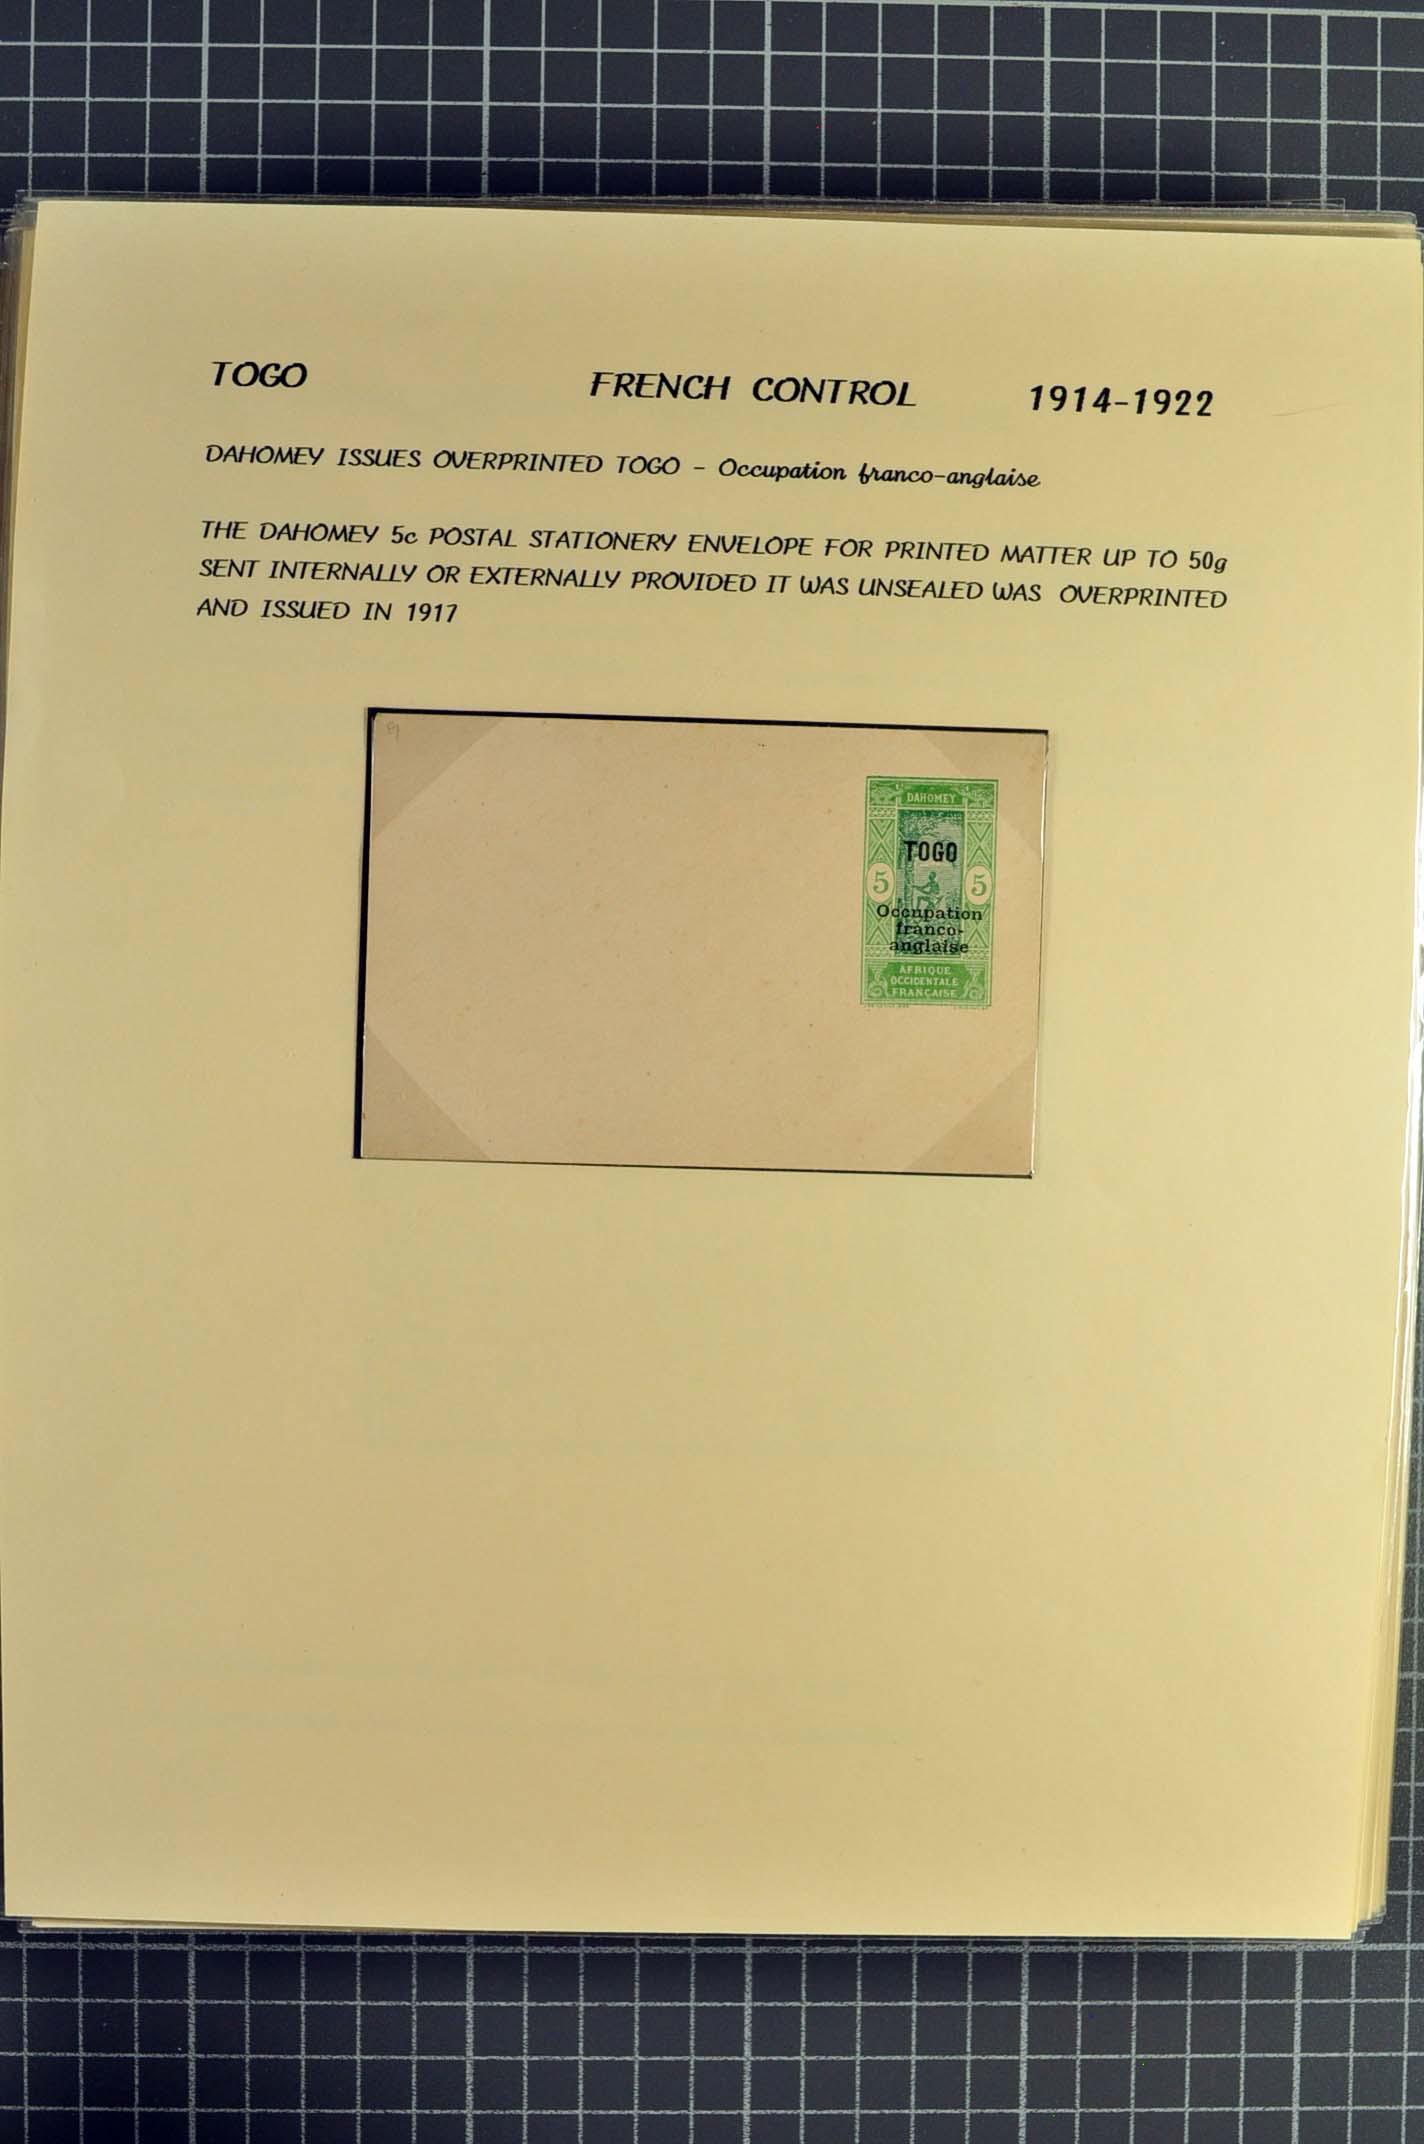 TOGO FRENCH CONTROL 1914-1922
DAHOMEY ISSUES OVERPRINTED TOGO - Occupation franco-anglaise
THE DAHOMEY 5c POSTAL STATIONERY ENVELOPE FOR PRINTED MATTER UP TO 50g
SENT INTERNALLY OR EXTERNALLY PROVIDED IT WAS UNSEALED WAS OVERPRINTED
AND ISSUED IN 1917
DAHOMEY
TOGO
5 5
Occupation
franco-
anglaise
AFRIQUE
OCCIDENTALE
FRANÇAISE